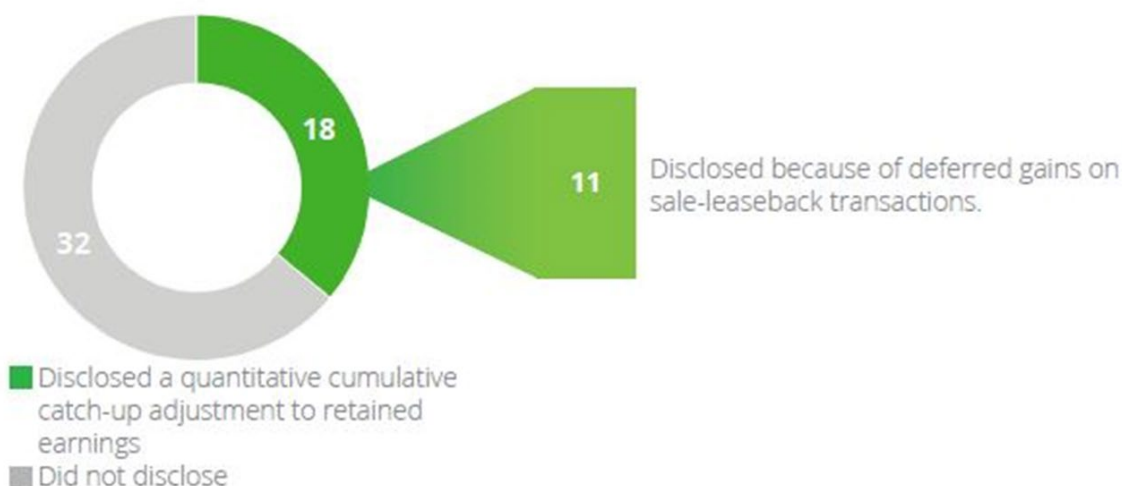 18
32
11
Disclosed because of deferred gains on
sale-leaseback transactions.
Disclosed a quantitative cumulative
catch-up adjustment to retained
earnings
Did not disclose